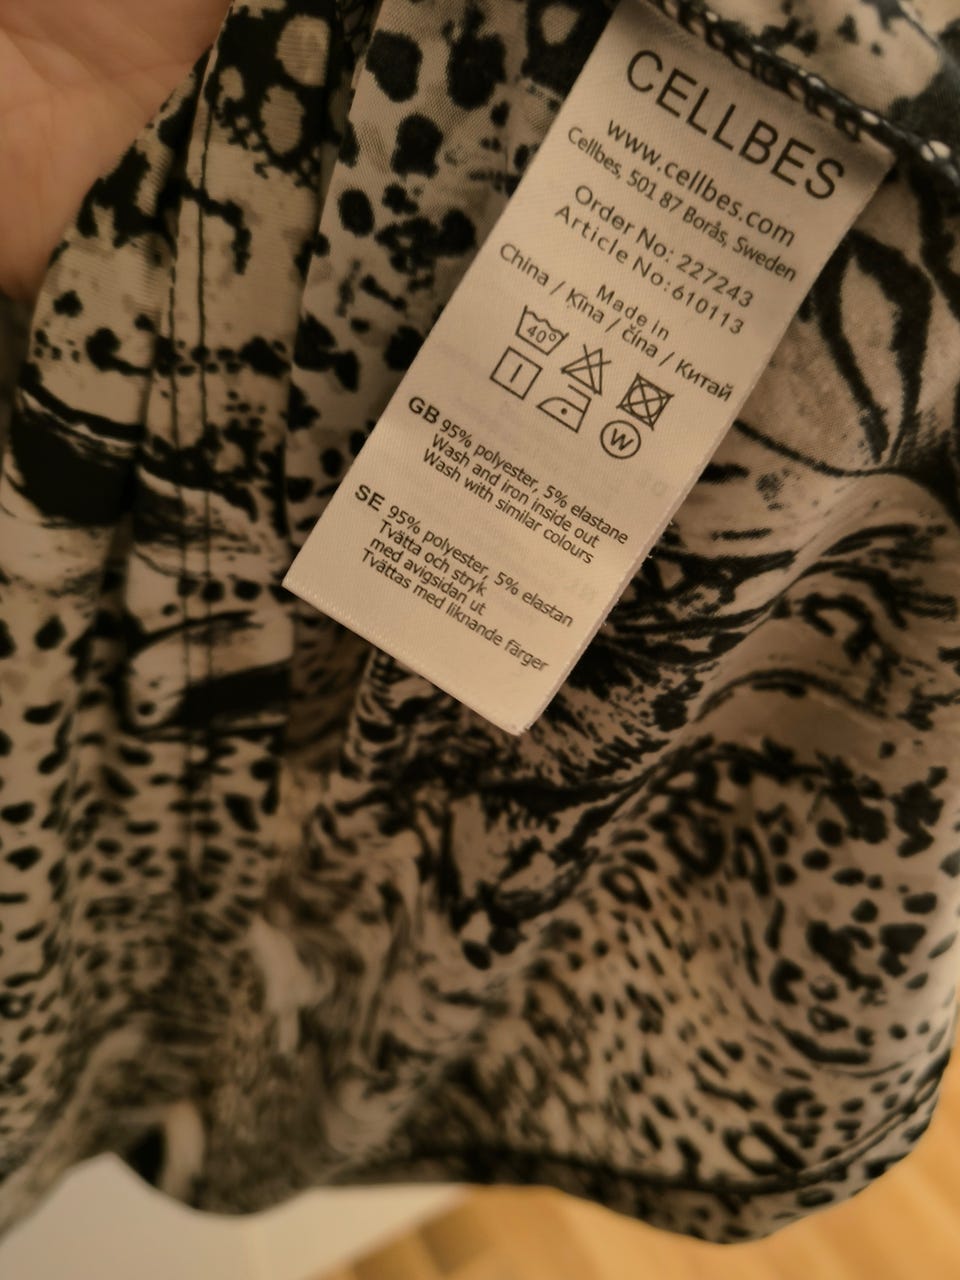 CELLBES
www.cellbes.com
Cellbes, 501 87 Borås, Sweden
Order No: 227243
Article No:610113
Made in
China / Ķīna / čína / Китай
40°
W
GB 95% polyester, 5% elastane
Wash and iron inside out
Wash with similar colours
SE 95% polyester, 5% elastan
Tvätta och stryk
med avigsidan ut
Tvättas med liknande färger